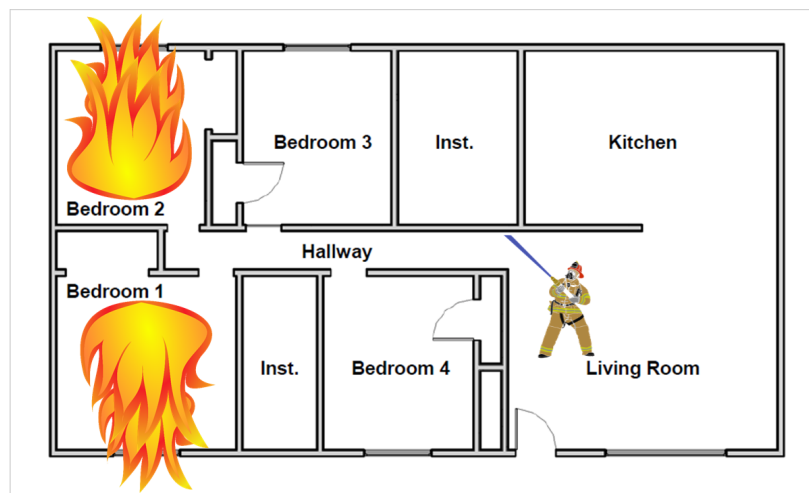 Bedroom 3
Inst.
Kitchen
Bedroom 2
Hallway
Bedroom 1
Inst.
Bedroom 4
Living Room